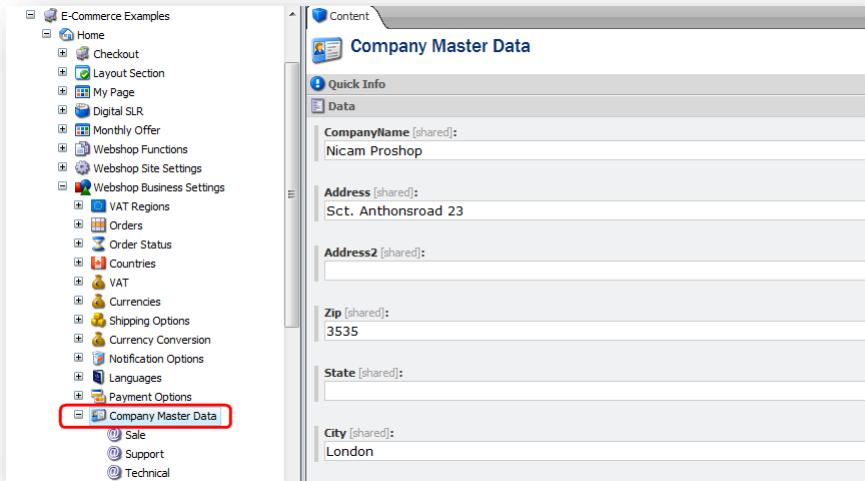 E-Commerce Examples
Home
Checkout
Layout Section
My Page
Digital SLR
Monthly Offer
Webshop Functions
Webshop Site Settings
Webshop Business Settings
VAT Regions
Orders
Order Status
Countries
VAT
Currencies
Shipping Options
Currency Conversion
Notification Options
Languages
Payment Options
Company Master Data
Sale
Support
Technical
Content
Company Master Data
Quick Info
Data
CompanyName [shared]:
Nicam Proshop
Address [shared]:
Sct. Anthonsroad 23
Address2 [shared]:
Zip [shared]:
3535
State [shared]:
City [shared]:
London